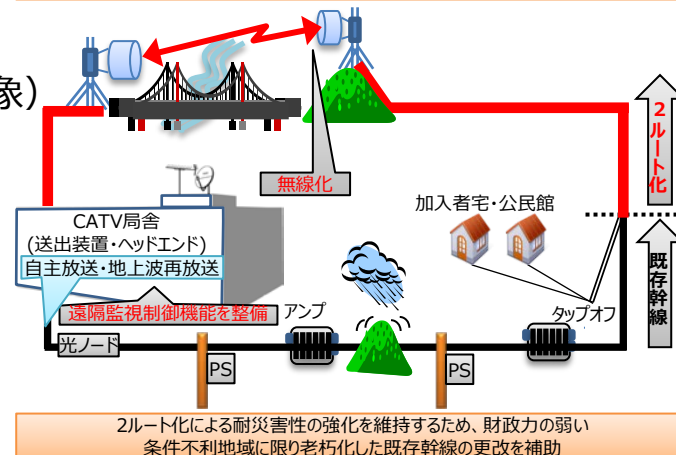 象)
無線化
2ルート化
CATV局舎
(送出装置・ヘッドエンド)
自主放送・地上波再放送
加入者宅・公民館
遠隔監視制御機能を整備
アンプ
タップオフ
既存幹線
光ノード
PS
PS
2ルート化による耐災害性の強化を維持するため、財政力の弱い
条件不利地域に限り老朽化した既存幹線の更改を補助